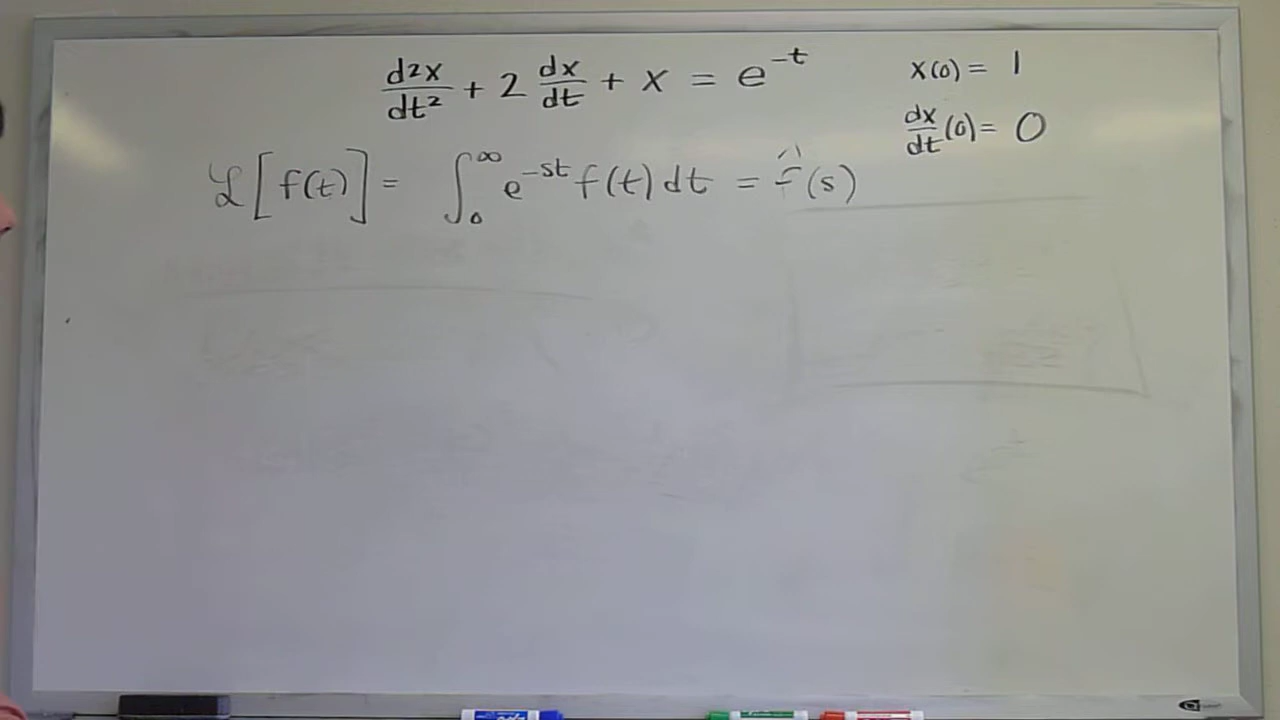 d²x/dt² + 2 dx/dt + x = e^{-t}
x(0) = 1
dx/dt (0) = 0
ℒ[f(t)] = ∫₀^∞ e^{-st} f(t) dt = f̂(s)